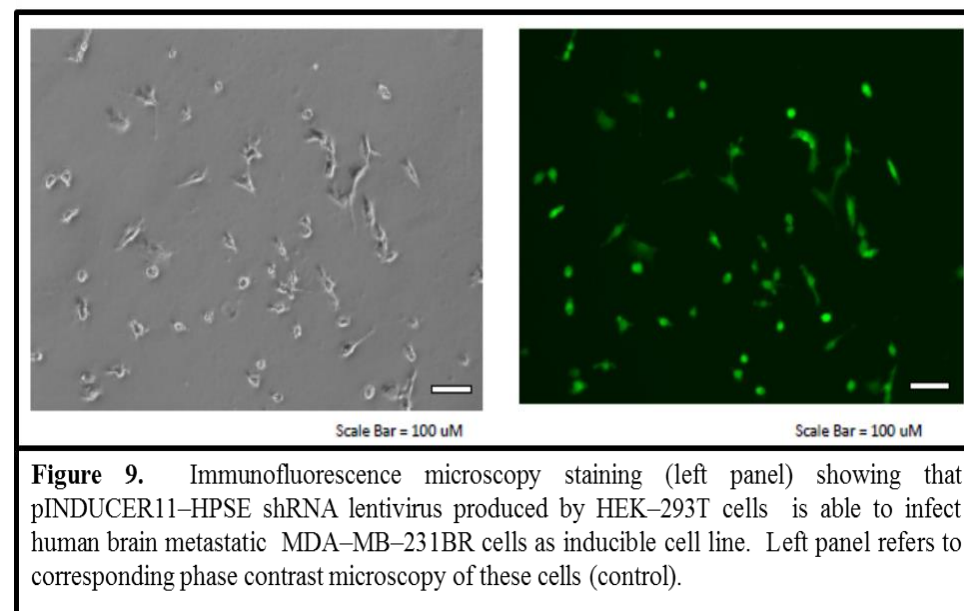 Scale Bar = 100 uM
Scale Bar = 100 uM
Figure 9. Immunofluorescence microscopy staining (left panel) showing that
pINDUCER11–HPSE shRNA lentivirus produced by HEK–293T cells is able to infect
human brain metastatic MDA–MB–231BR cells as inducible cell line. Left panel refers to
corresponding phase contrast microscopy of these cells (control).